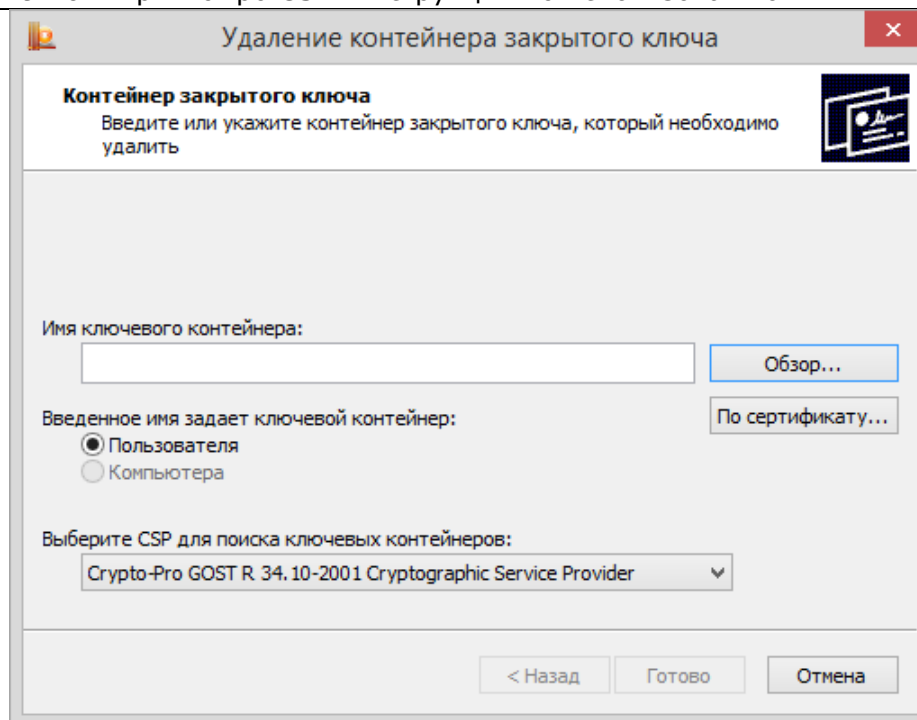 Удаление контейнера закрытого ключа
Контейнер закрытого ключа
Введите или укажите контейнер закрытого ключа, который необходимо
удалить
Имя ключевого контейнера:
Обзор...
Введенное имя задает ключевой контейнер:
По сертификату...
Пользователя
Компьютера
Выберите CSP для поиска ключевых контейнеров:
Crypto-Pro GOST R 34.10-2001 Cryptographic Service Provider
< Назад
Готово
Отмена